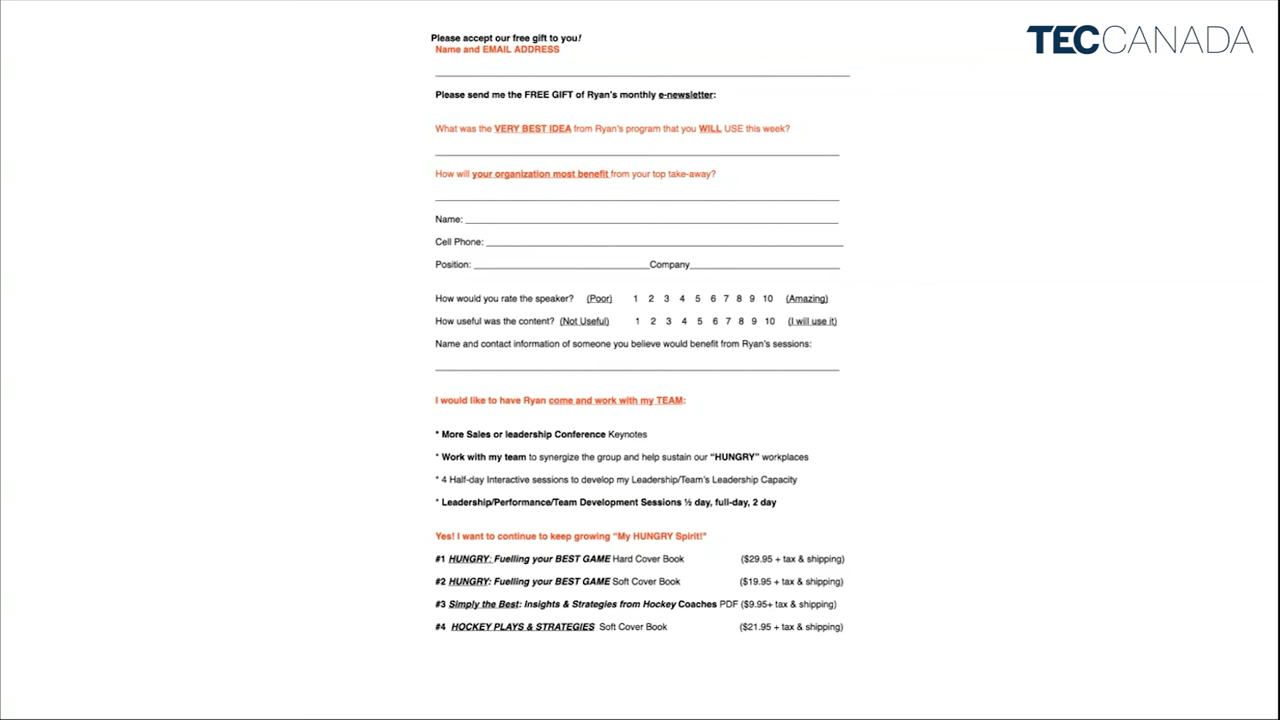 Please accept our free gift to you!
TECCANADA
Name and EMAIL ADDRESS
Please send me the FREE GIFT of Ryan's monthly e-newsletter:
What was the VERY BEST IDEA from Ryan's program that you WILL USE this week?
How will your organization most benefit from your top take-away?
Name:
Cell Phone:
Position: Company
How would you rate the speaker? (Poor) 1 2 3 4 5 6 7 8 9 10 (Amazing)
How useful was the content? (Not Useful) 1 2 3 4 5 6 7 8 9 10 (I will use it)
Name and contact information of someone you believe would benefit from Ryan's sessions:
I would like to have Ryan come and work with my TEAM:
* More Sales or leadership Conference Keynotes
* Work with my team to synergize the group and help sustain our "HUNGRY" workplaces
* 4 Half-day Interactive sessions to develop my Leadership/Team's Leadership Capacity
* Leadership/Performance/Team Development Sessions ½ day, full-day, 2 day
Yes! I want to continue to keep growing "My HUNGRY Spirit!"
#1 HUNGRY: Fuelling your BEST GAME Hard Cover Book ($29.95 + tax & shipping)
#2 HUNGRY: Fuelling your BEST GAME Soft Cover Book ($19.95 + tax & shipping)
#3 Simply the Best: Insights & Strategies from Hockey Coaches PDF ($9.95+ tax & shipping)
#4 HOCKEY PLAYS & STRATEGIES Soft Cover Book ($21.95 + tax & shipping)